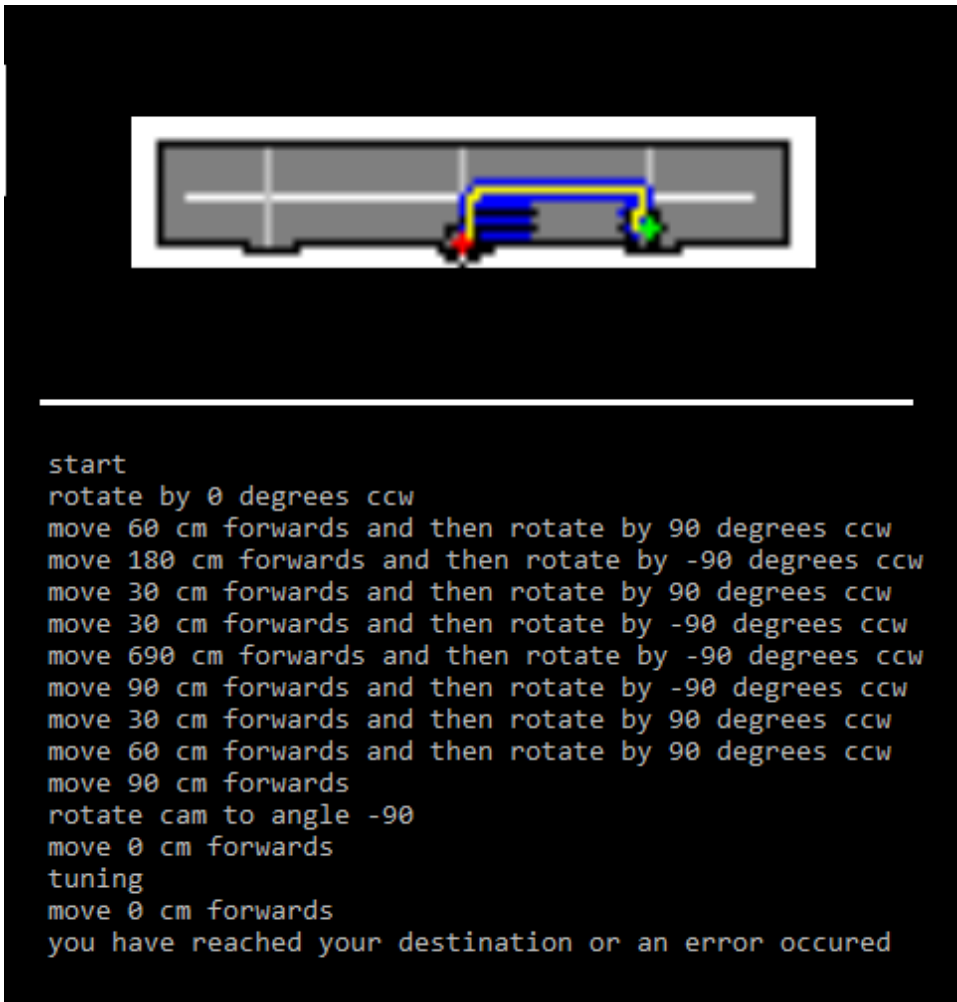 start
rotate by 0 degrees ccw
move 60 cm forwards and then rotate by 90 degrees ccw
move 180 cm forwards and then rotate by -90 degrees ccw
move 30 cm forwards and then rotate by 90 degrees ccw
move 30 cm forwards and then rotate by -90 degrees ccw
move 690 cm forwards and then rotate by -90 degrees ccw
move 90 cm forwards and then rotate by -90 degrees ccw
move 30 cm forwards and then rotate by 90 degrees ccw
move 60 cm forwards and then rotate by 90 degrees ccw
move 90 cm forwards
rotate cam to angle -90
move 0 cm forwards
tuning
move 0 cm forwards
you have reached your destination or an error occured